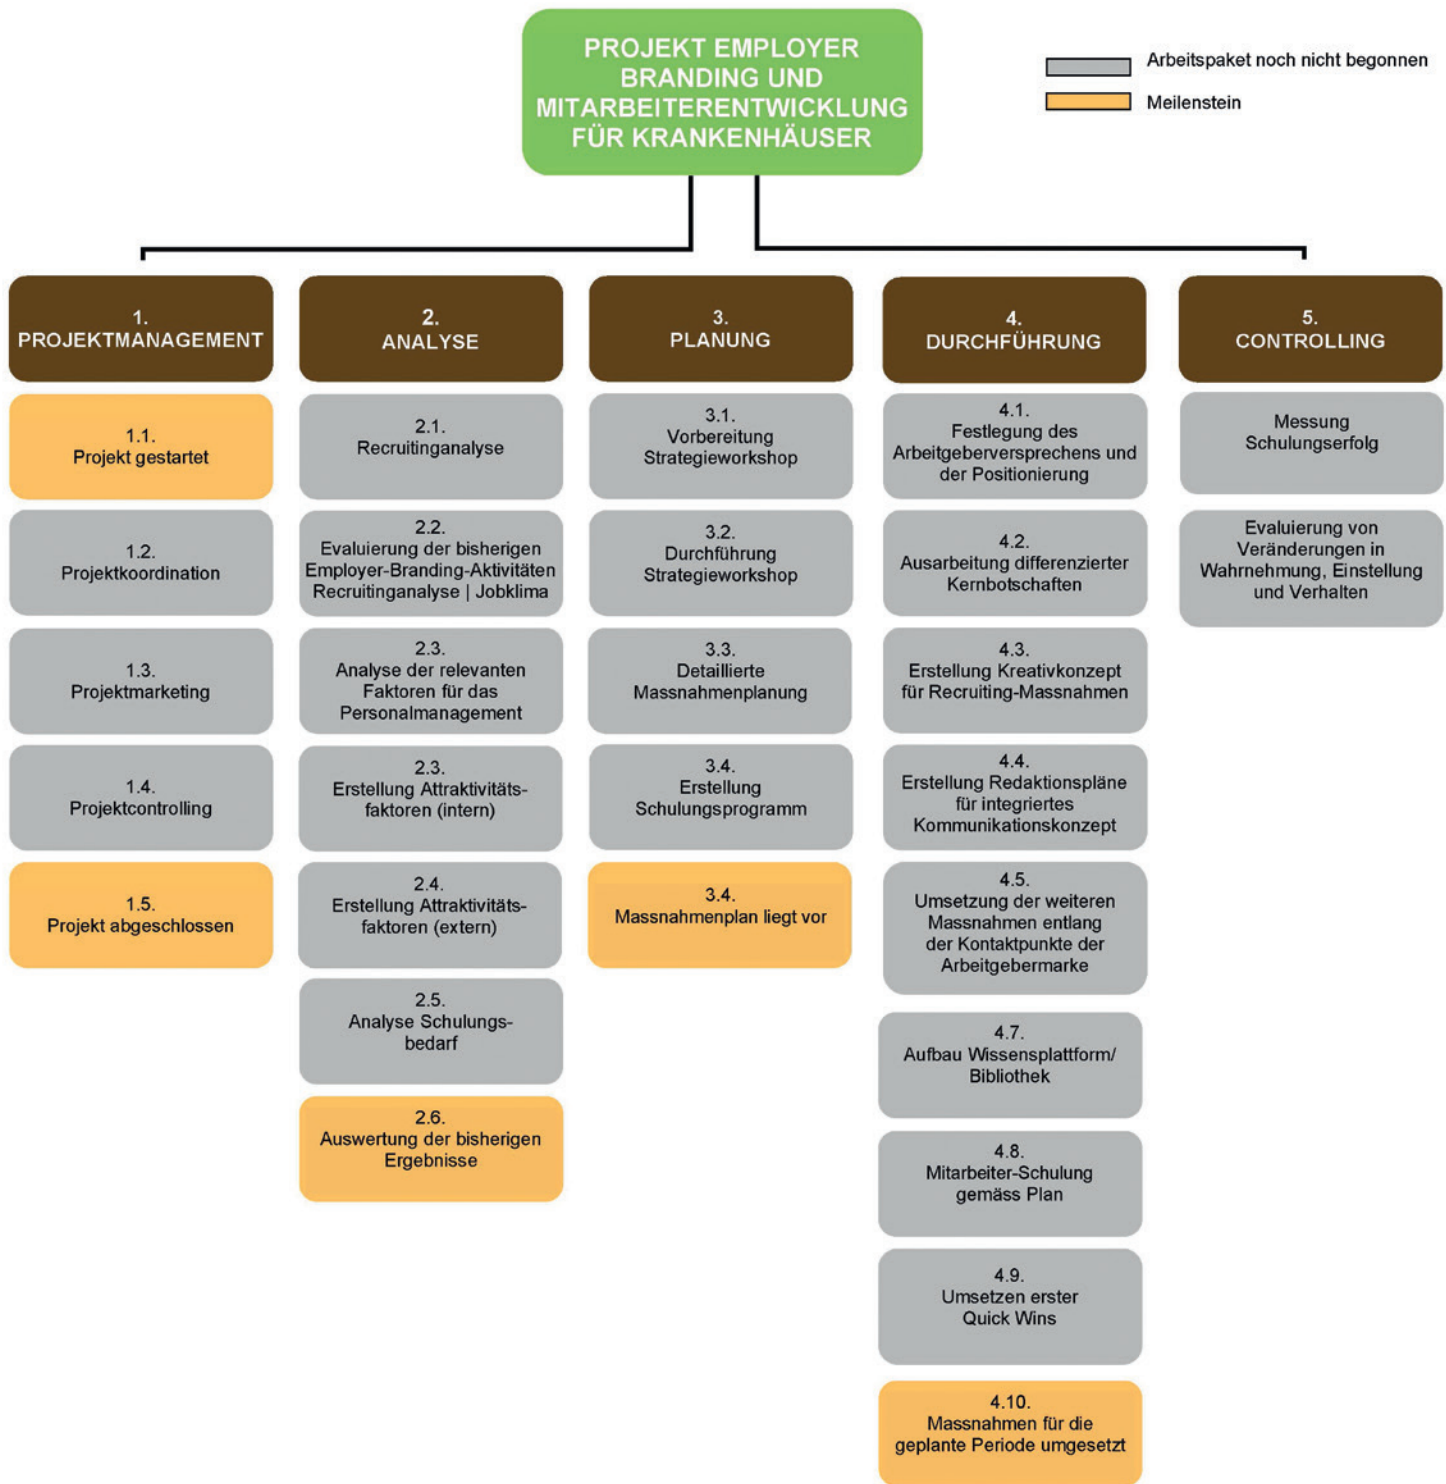 PROJEKT EMPLOYER
BRANDING UND
MITARBEITERENTWICKLUNG
FÜR KRANKENHÄUSER
Arbeitspaket noch nicht begonnen
Meilenstein
1.
PROJEKTMANAGEMENT
1.1.
Projekt gestartet
1.2.
Projektkoordination
1.3.
Projektmarketing
1.4.
Projektcontrolling
1.5.
Projekt abgeschlossen
2.
ANALYSE
2.1.
Recruitinganalyse
2.2.
Evaluierung der bisherigen
Employer-Branding-Aktivitäten
Recruitinganalyse | Jobklima
2.3.
Analyse der relevanten
Faktoren für das
Personalmanagement
2.3.
Erstellung Attraktivitäts-
faktoren (intern)
2.4.
Erstellung Attraktivitäts-
faktoren (extern)
2.5.
Analyse Schulungs-
bedarf
2.6.
Auswertung der bisherigen
Ergebnisse
3.
PLANUNG
3.1.
Vorbereitung
Strategieworkshop
3.2.
Durchführung
Strategieworkshop
3.3.
Detaillierte
Massnahmenplanung
3.4.
Erstellung
Schulungsprogramm
3.4.
Massnahmenplan liegt vor
4.
DURCHFÜHRUNG
4.1.
Festlegung des
Arbeitgeberversprechens und
der Positionierung
4.2.
Ausarbeitung differenzierter
Kernbotschaften
4.3.
Erstellung Kreativkonzept
für Recruiting-Massnahmen
4.4.
Erstellung Redaktionspläne
für integriertes
Kommunikationskonzept
4.5.
Umsetzung der weiteren
Massnahmen entlang
der Kontaktpunkte der
Arbeitgebermarke
4.7.
Aufbau Wissensplattform/
Bibliothek
4.8.
Mitarbeiter-Schulung
gemäss Plan
4.9.
Umsetzen erster
Quick Wins
4.10.
Massnahmen für die
geplante Periode umgesetzt
5.
CONTROLLING
Messung
Schulungserfolg
Evaluierung von
Veränderungen in
Wahrnehmung, Einstellung
und Verhalten